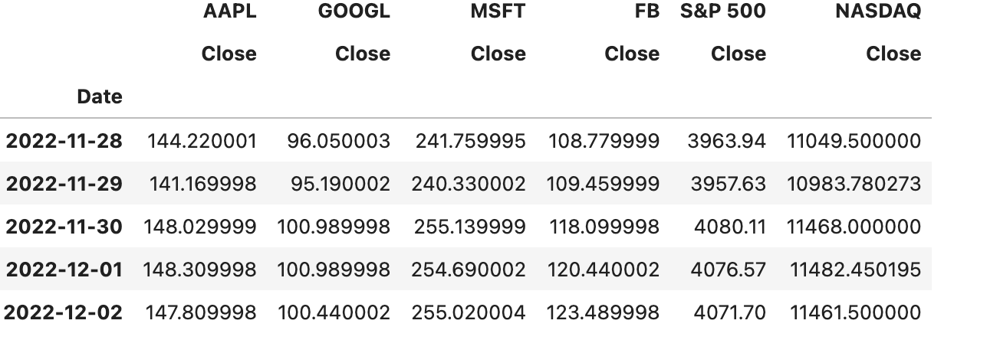 AAPL GOOGL MSFT FB S&P 500 NASDAQ
Close Close Close Close Close Close
Date
2022-11-28 144.220001 96.050003 241.759995 108.779999 3963.94 11049.500000
2022-11-29 141.169998 95.190002 240.330002 109.459999 3957.63 10983.780273
2022-11-30 148.029999 100.989998 255.139999 118.099998 4080.11 11468.000000
2022-12-01 148.309998 100.989998 254.690002 120.440002 4076.57 11482.450195
2022-12-02 147.809998 100.440002 255.020004 123.489998 4071.70 11461.500000